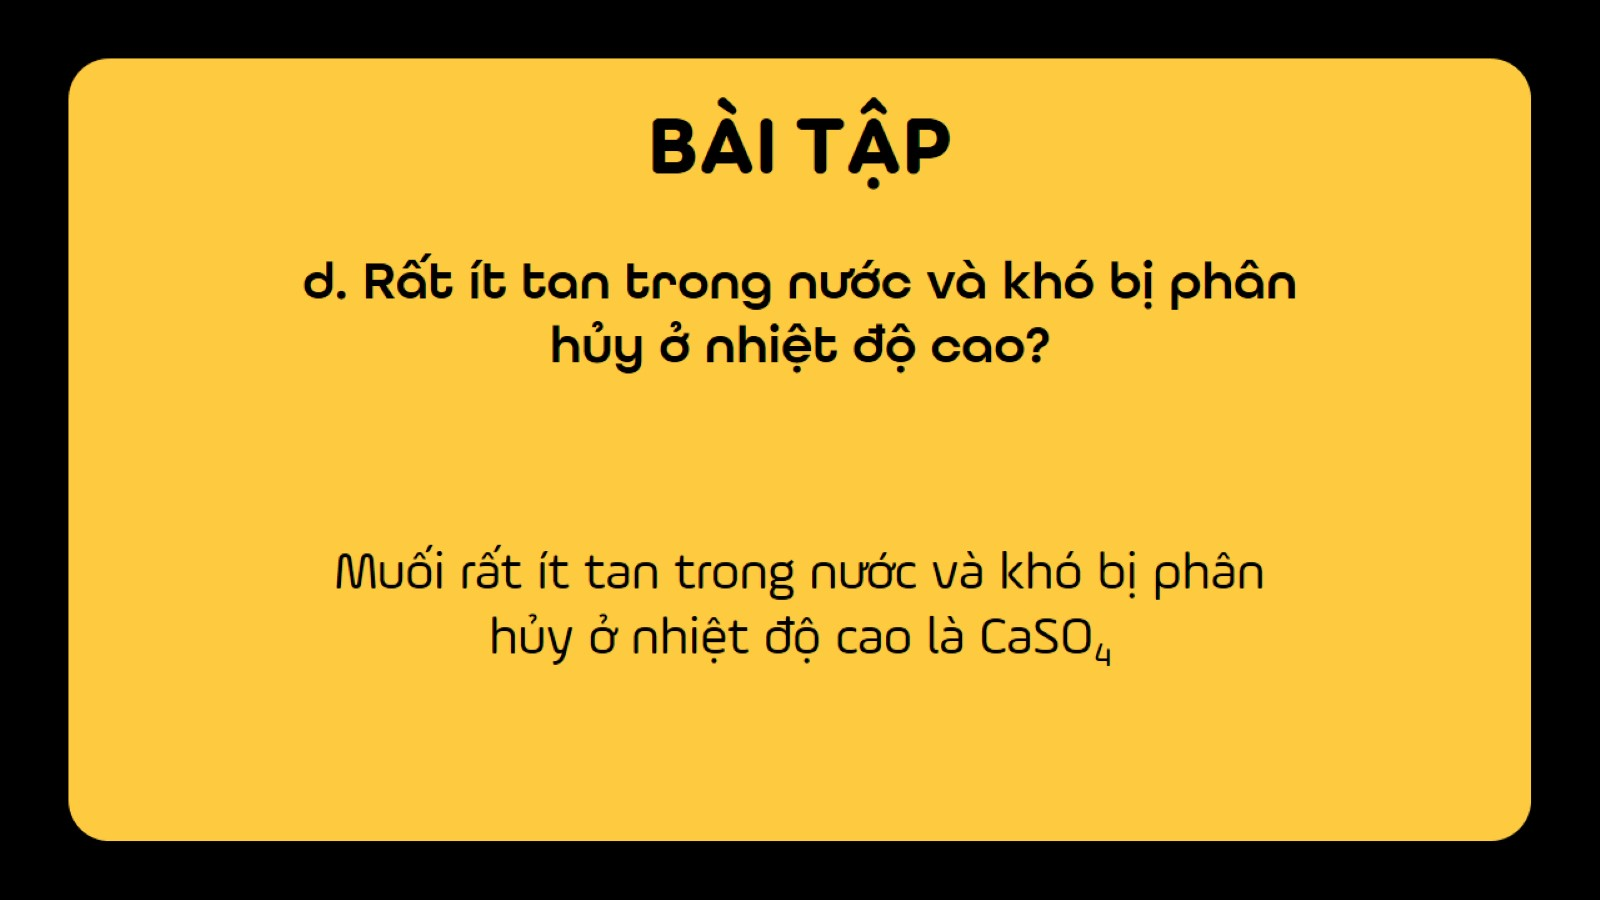 BÀI TẬP
d. Rất ít tan trong nước và khó bị phân
hủy ở nhiệt độ cao?
Muối rất ít tan trong nước và khó bị phân
hủy ở nhiệt độ cao là CaSO₄